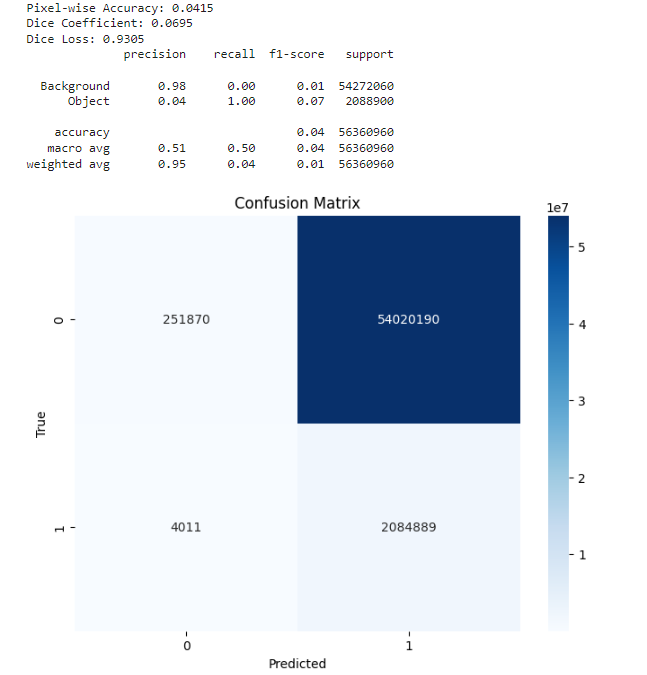 Pixel-wise Accuracy: 0.0415
Dice Coefficient: 0.0695
Dice Loss: 0.9305
precision recall f1-score support
Background 0.98 0.00 0.01 54272060
Object 0.04 1.00 0.07 2088900
accuracy 0.04 56360960
macro avg 0.51 0.50 0.04 56360960
weighted avg 0.95 0.04 0.01 56360960
Confusion Matrix
1e7
0
251870
54020190
5
4
3
2
1
True
1
4011
2084889
0
1
Predicted